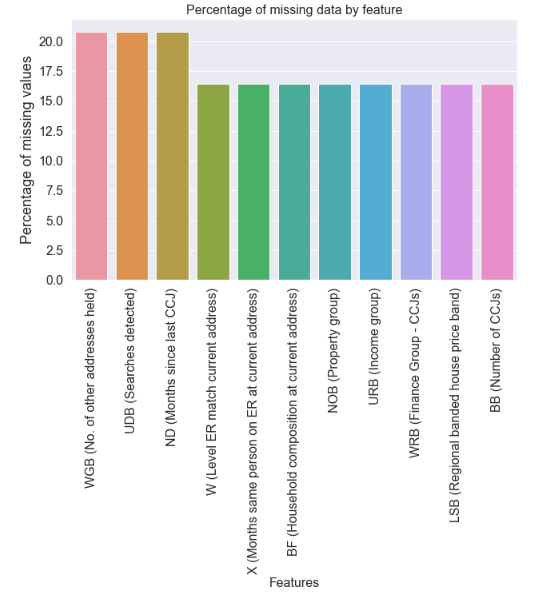 Percentage of missing data by feature
Percentage of missing values
20.0
17.5
15.0
12.5
10.0
7.5
5.0
2.5
0.0
WGB (No. of other addresses held)
UDB (Searches detected)
ND (Months since last CCJ)
W (Level ER match current address)
X (Months same person on ER at current address)
BF (Household composition at current address)
NOB (Property group)
URB (Income group)
WRB (Finance Group - CCJs)
LSB (Regional banded house price band)
BB (Number of CCJs)
Features